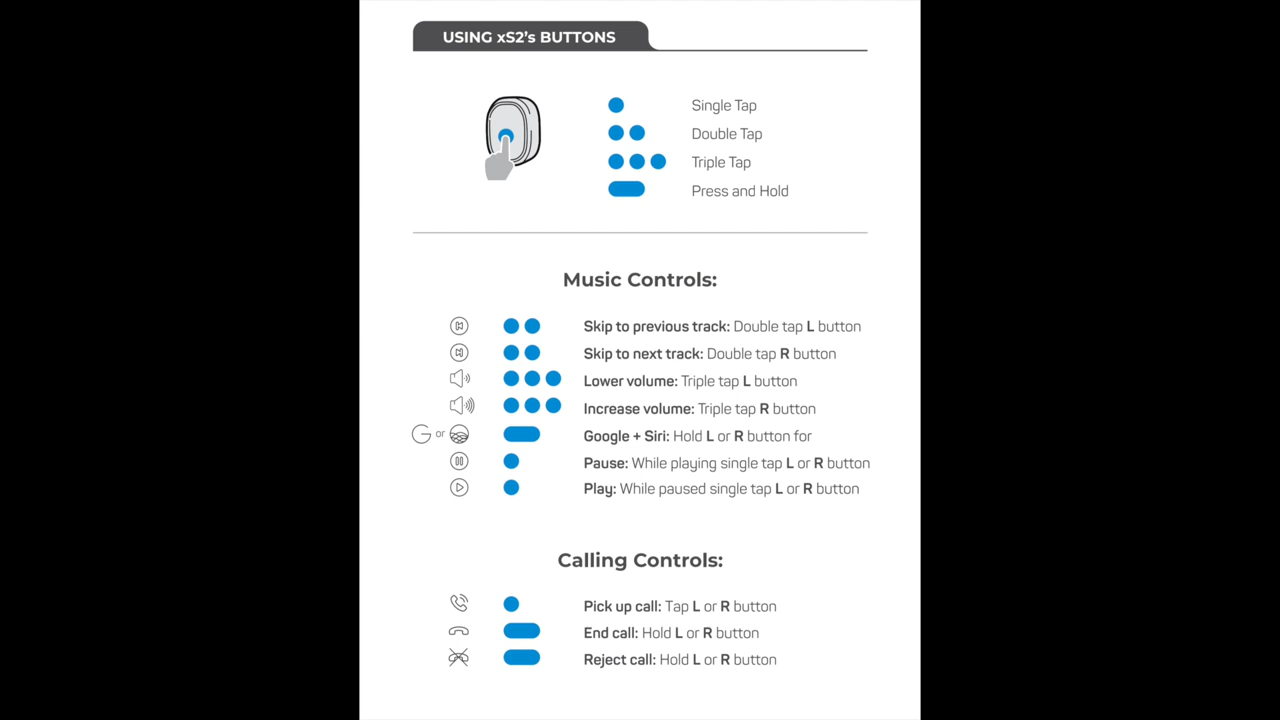 USING xS2's BUTTONS
Single Tap
Double Tap
Triple Tap
Press and Hold
Music Controls:
Skip to previous track: Double tap L button
Skip to next track: Double tap R button
Lower volume: Triple tap L button
Increase volume: Triple tap R button
G or Google + Siri: Hold L or R button for
Pause: While playing single tap L or R button
Play: While paused single tap L or R button
Calling Controls:
Pick up call: Tap L or R button
End call: Hold L or R button
Reject call: Hold L or R button